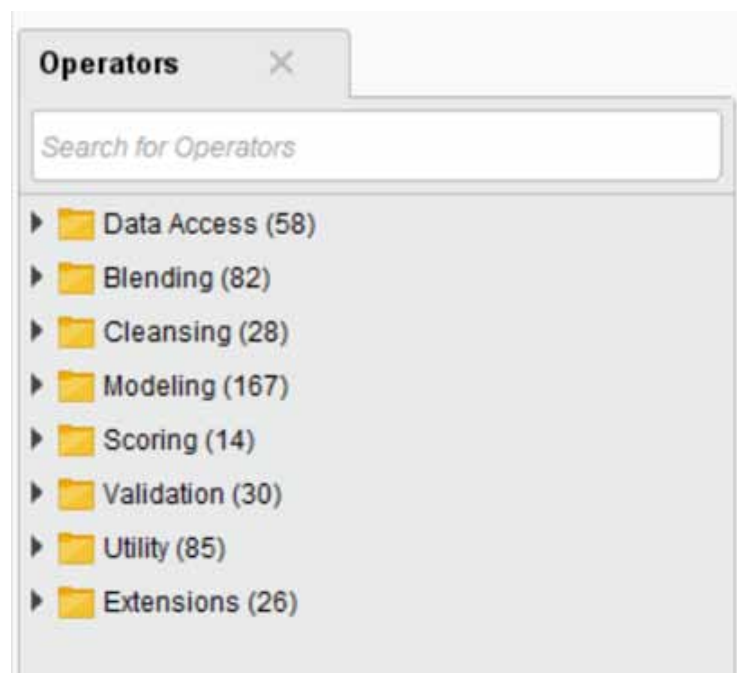 Operators
Search for Operators
Data Access (58)
Blending (82)
Cleansing (28)
Modeling (167)
Scoring (14)
Validation (30)
Utility (85)
Extensions (26)